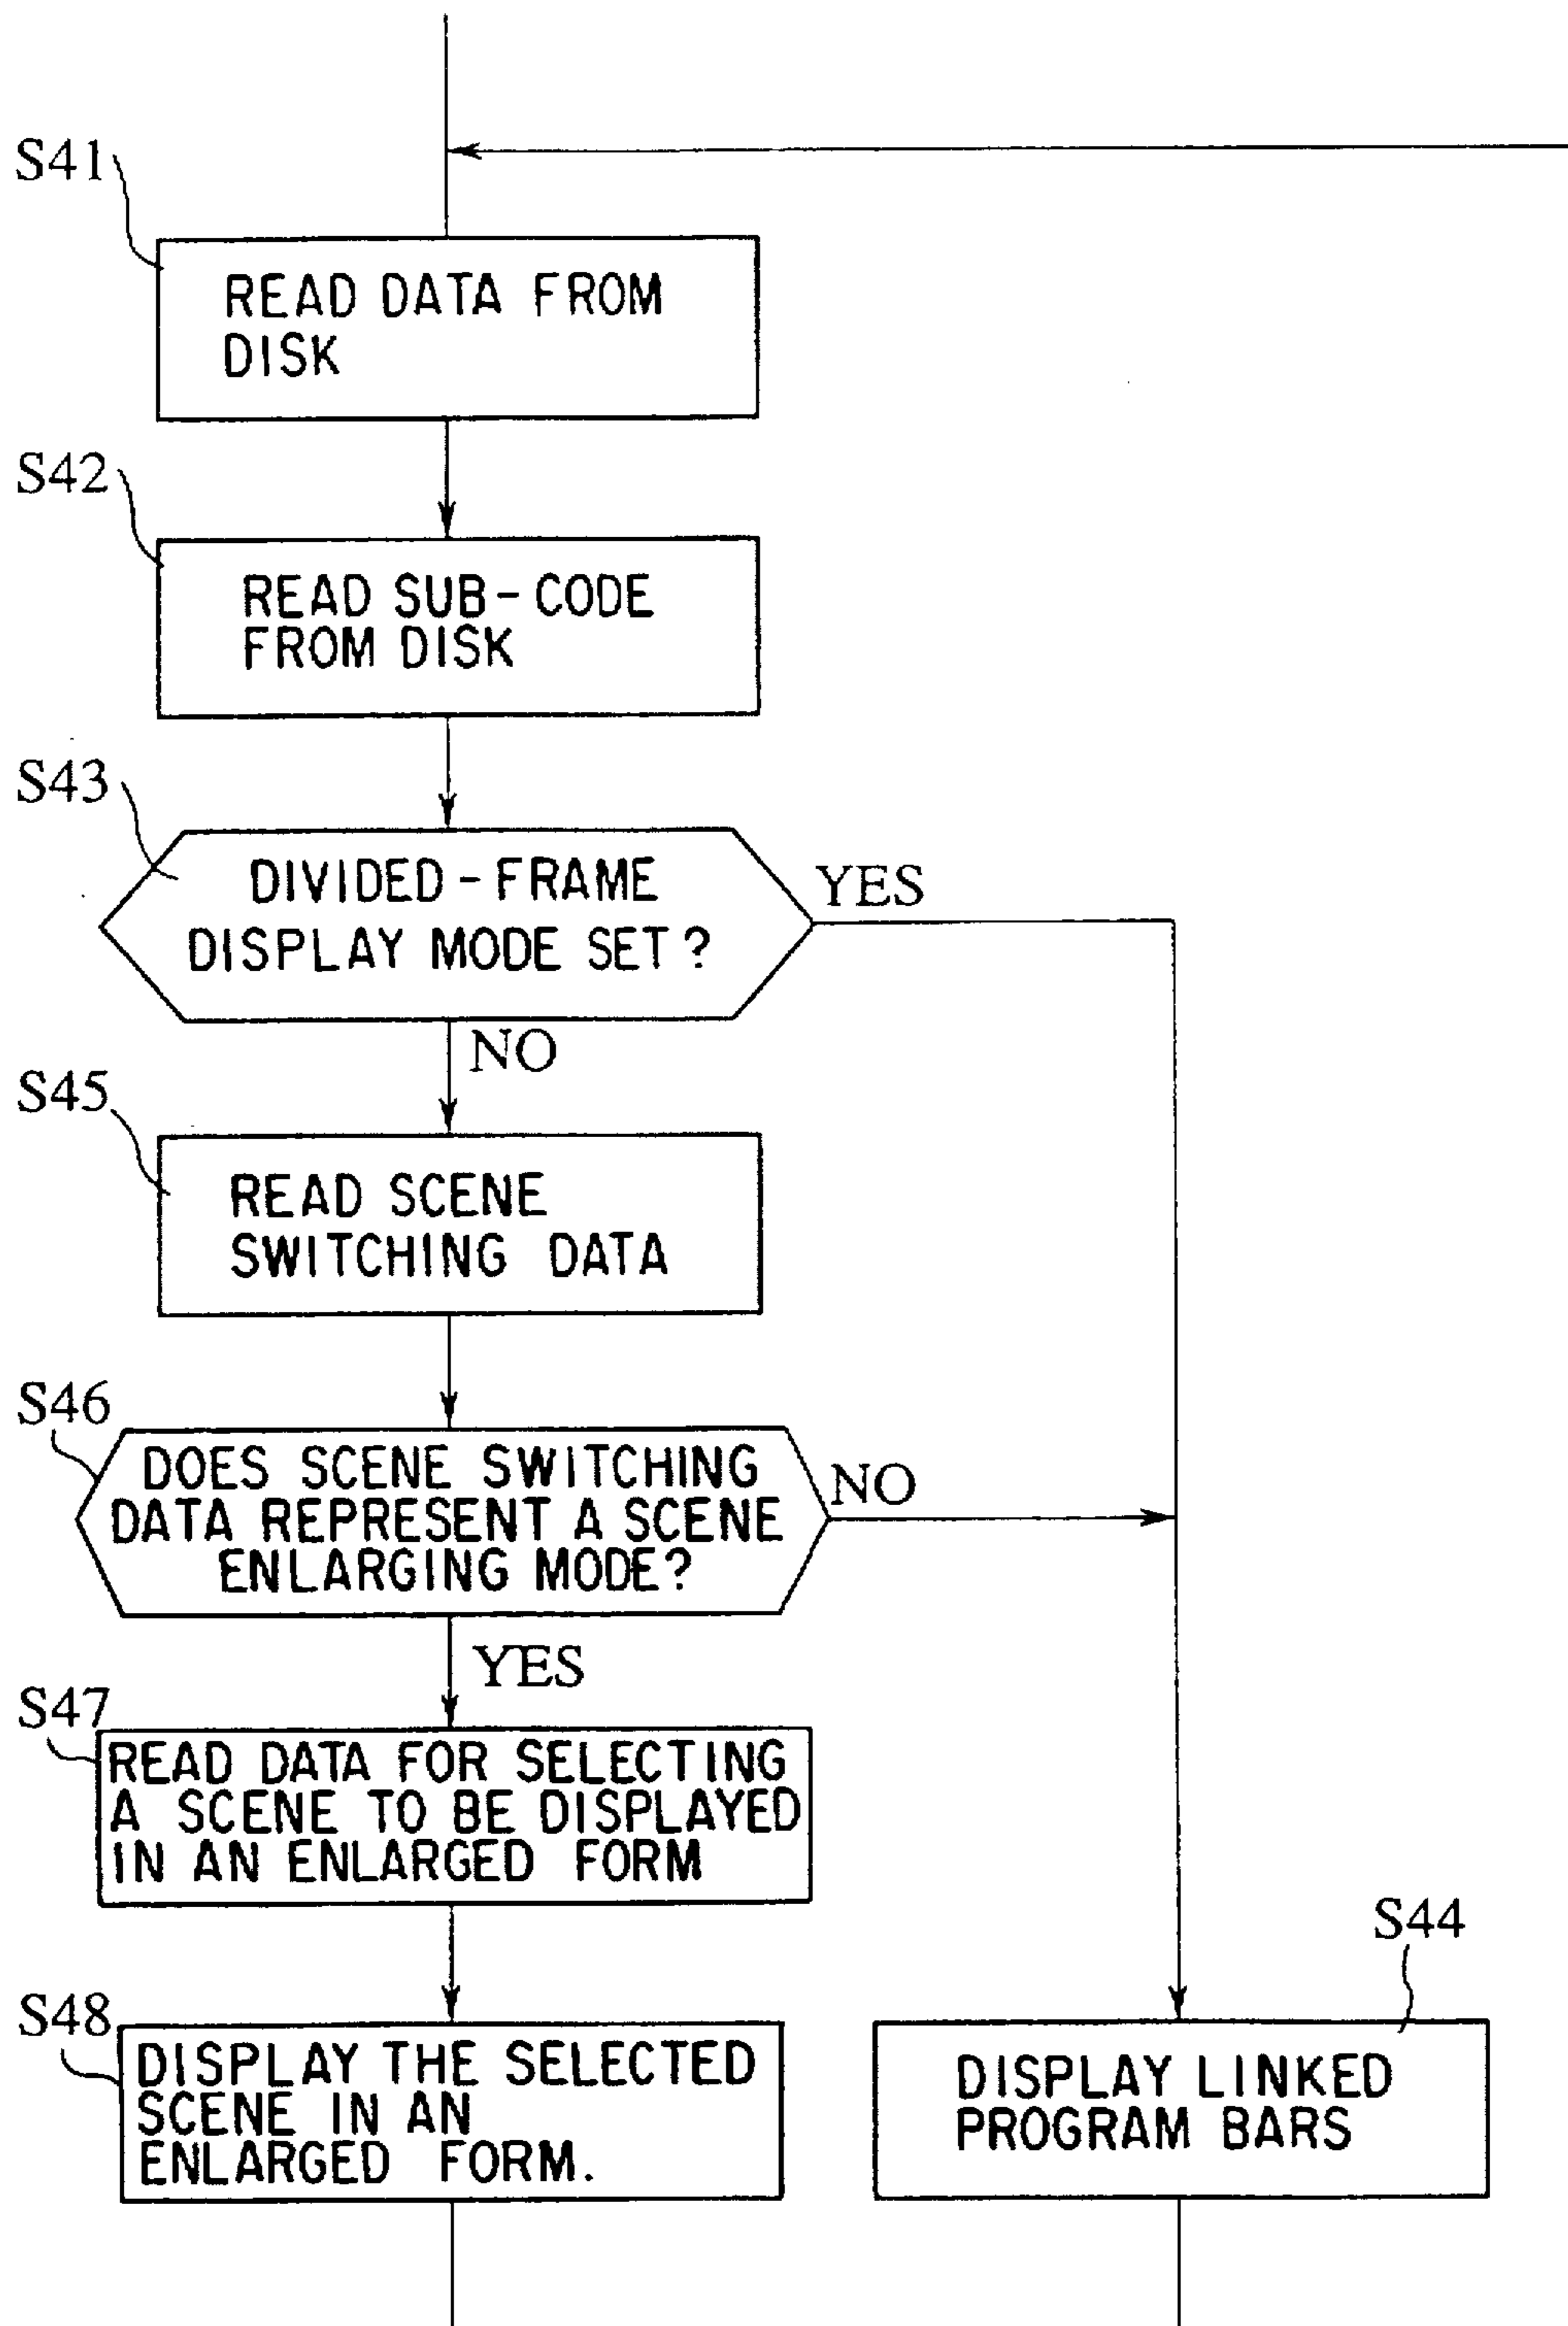 S41
READ DATA FROM
DISK
S42
READ SUB-CODE
FROM DISK
S43
DIVIDED-FRAME
DISPLAY MODE SET?
YES
NO
S45
READ SCENE
SWITCHING DATA
S46
DOES SCENE SWITCHING
DATA REPRESENT A SCENE
ENLARGING MODE?
NO
YES
S47
READ DATA FOR SELECTING
A SCENE TO BE DISPLAYED
IN AN ENLARGED FORM
S48
DISPLAY THE SELECTED
SCENE IN AN
ENLARGED FORM.
S44
DISPLAY LINKED
PROGRAM BARS